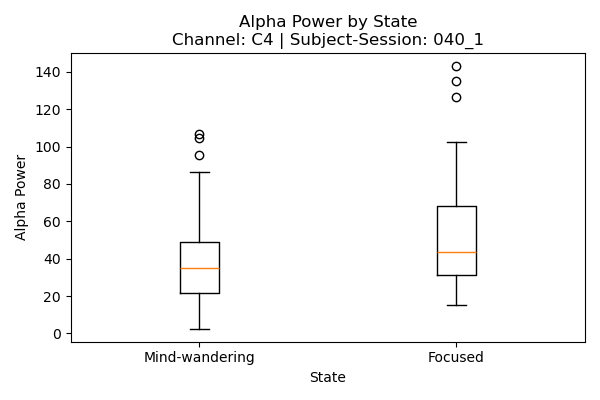 Alpha Power by State
Channel: C4 | Subject-Session: 040_1
Alpha Power
140
120
100
80
60
40
20
0
Mind-wandering
Focused
State